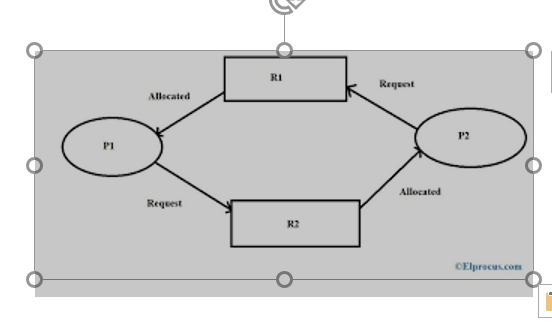 R1
Allocated
Request
P1
P2
Request
Allocated
R2
©Elprocus.com